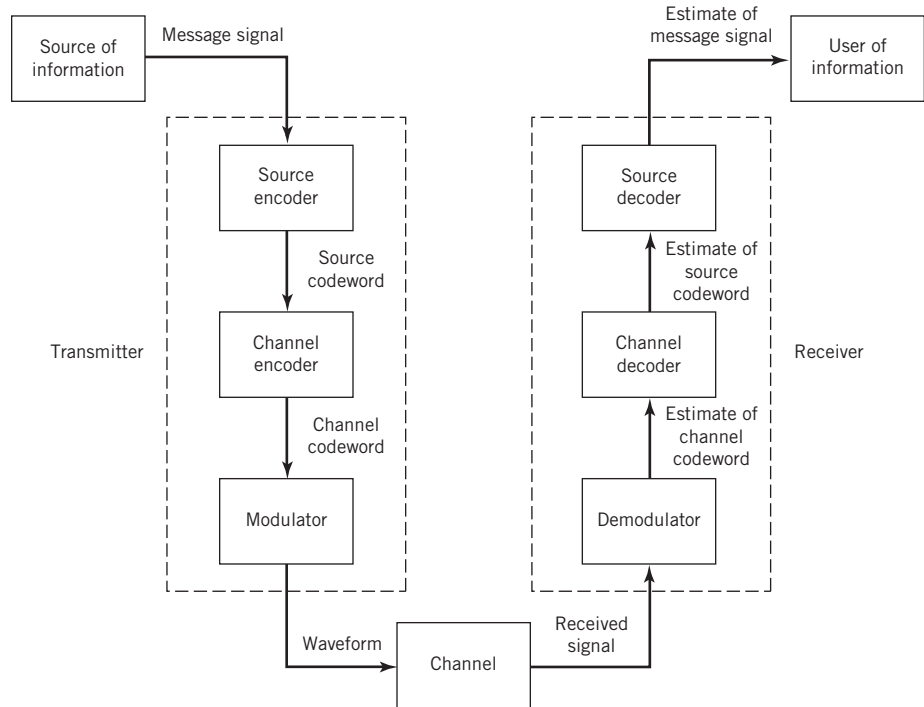 Source of
information
Message signal
Estimate of
message signal
User of
information
Source
encoder
Source
decoder
Source
codeword
Estimate of
source
codeword
Transmitter
Channel
encoder
Channel
decoder
Receiver
Channel
codeword
Estimate of
channel
codeword
Modulator
Demodulator
Waveform
Channel
Received
signal